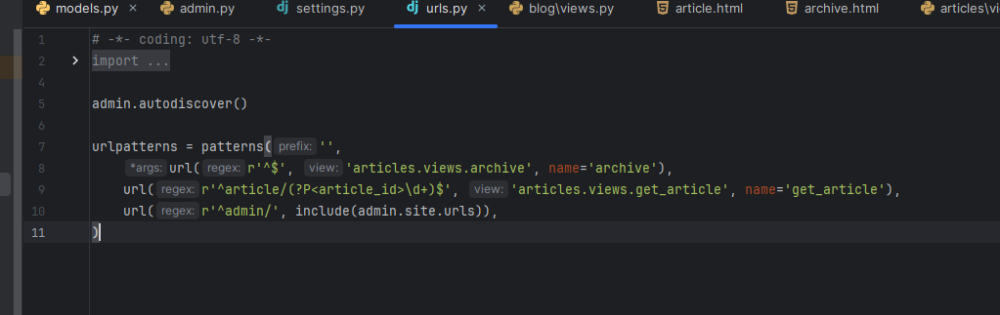 models.py admin.py settings.py urls.py blog\views.py article.html archive.html articles\vi
1 # -*- coding: utf-8 -*-
2 import ...
4
5 admin.autodiscover()
6
7 urlpatterns = patterns( prefix: '',
8 *args: url( regex: r'^$', view: 'articles.views.archive', name='archive'),
9 url( regex: r'^article/(?P<article_id>\d+)$', view: 'articles.views.get_article', name='get_article'),
10 url( regex: r'^admin/', include(admin.site.urls)),
11 )